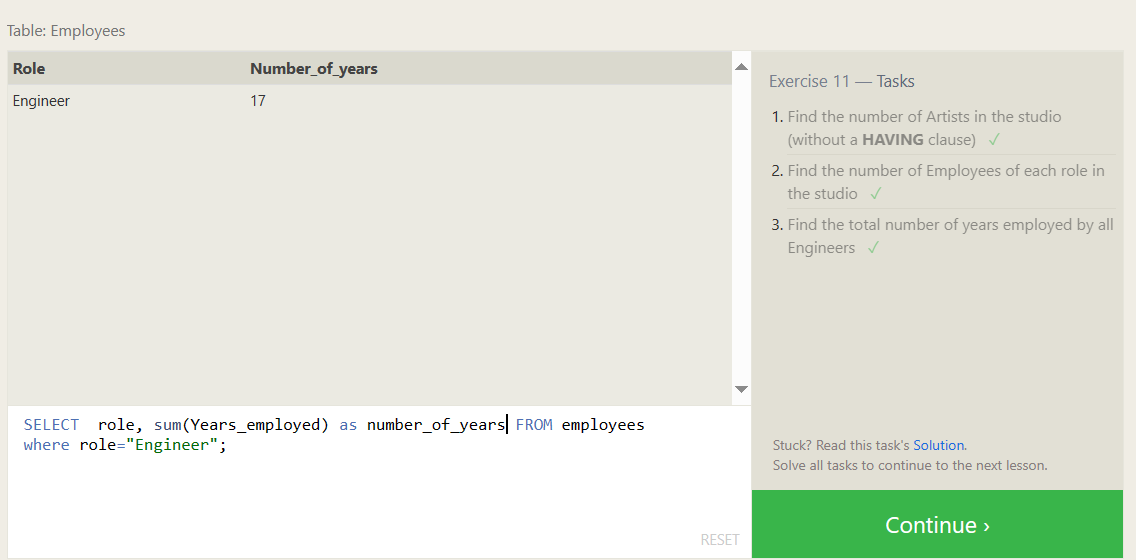 Table: Employees
Role Number_of_years
Engineer 17
SELECT  role, sum(Years_employed) as number_of_years FROM employees
where role="Engineer";
RESET
Exercise 11 — Tasks
1. Find the number of Artists in the studio
(without a HAVING clause) ✓
2. Find the number of Employees of each role in
the studio ✓
3. Find the total number of years employed by all
Engineers ✓
Stuck? Read this task's Solution.
Solve all tasks to continue to the next lesson.
Continue ›